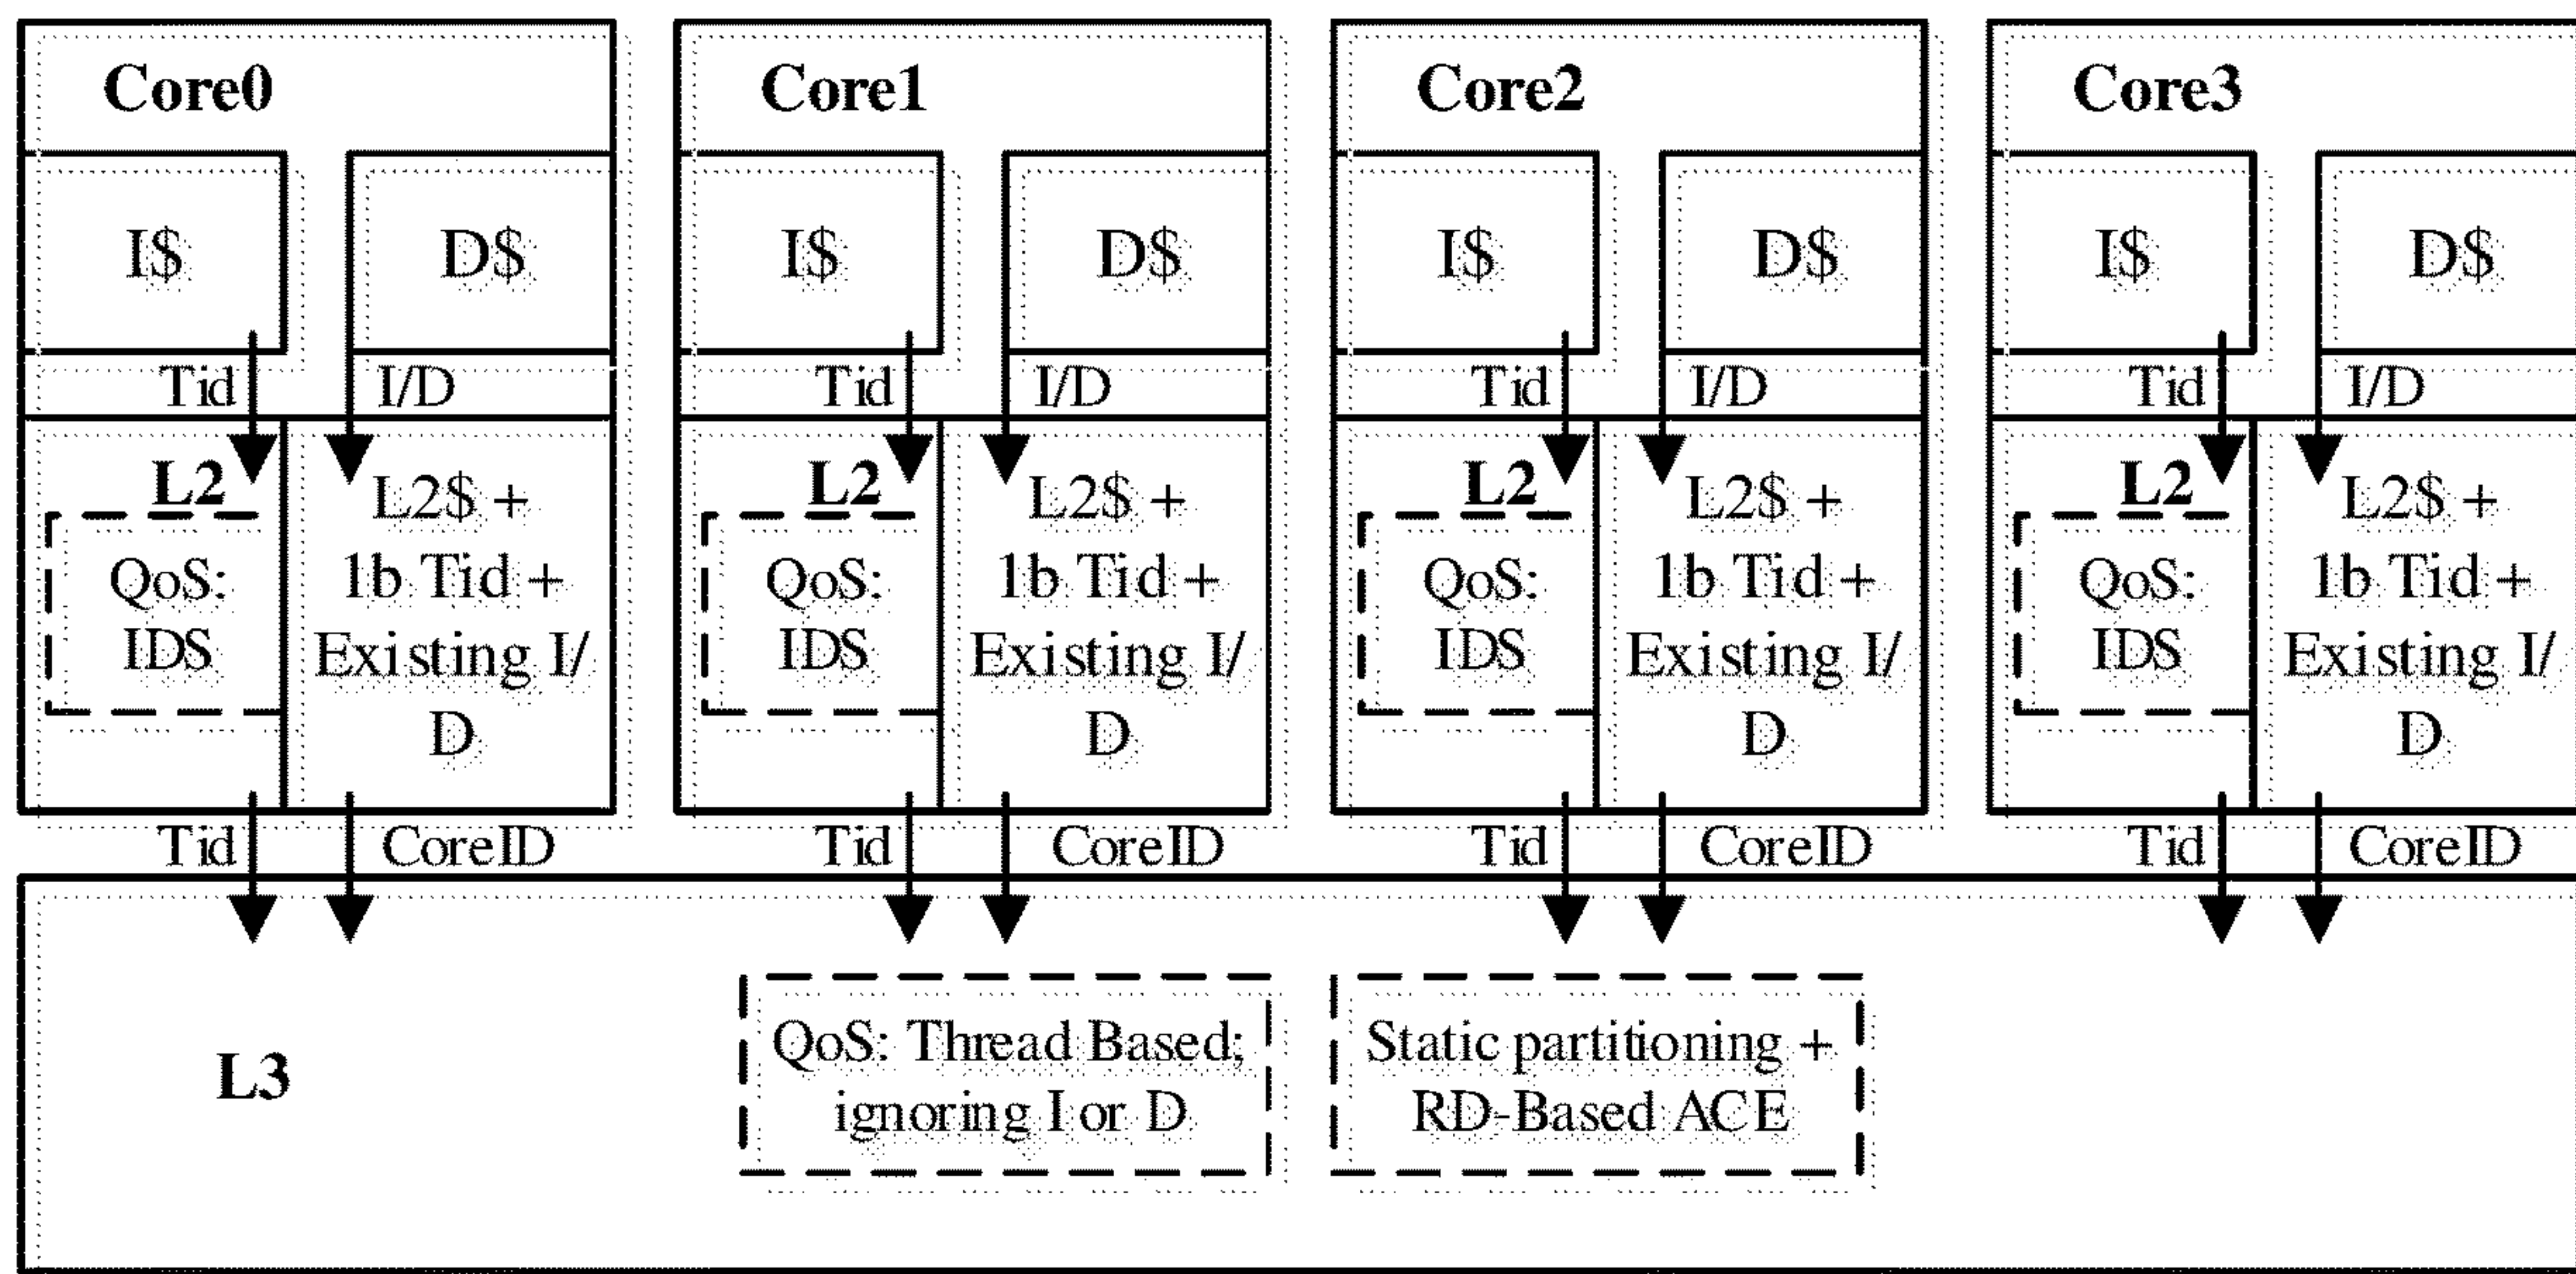 Core0
Core1
Core2
Core3
I$
D$
I$
D$
I$
D$
I$
D$
Tid
I/D
Tid
I/D
Tid
I/D
Tid
I/D
L2
QoS:
IDS
L2$ +
1b Tid +
Existing I/
D
L2
QoS:
IDS
L2$ +
1b Tid +
Existing I/
D
L2
QoS:
IDS
L2$ +
1b Tid +
Existing I/
D
L2
QoS:
IDS
L2$ +
1b Tid +
Existing I/
D
Tid
CoreID
Tid
CoreID
Tid
CoreID
Tid
CoreID
L3
QoS: Thread Based;
ignoring I or D
Static partitioning +
RD-Based ACE